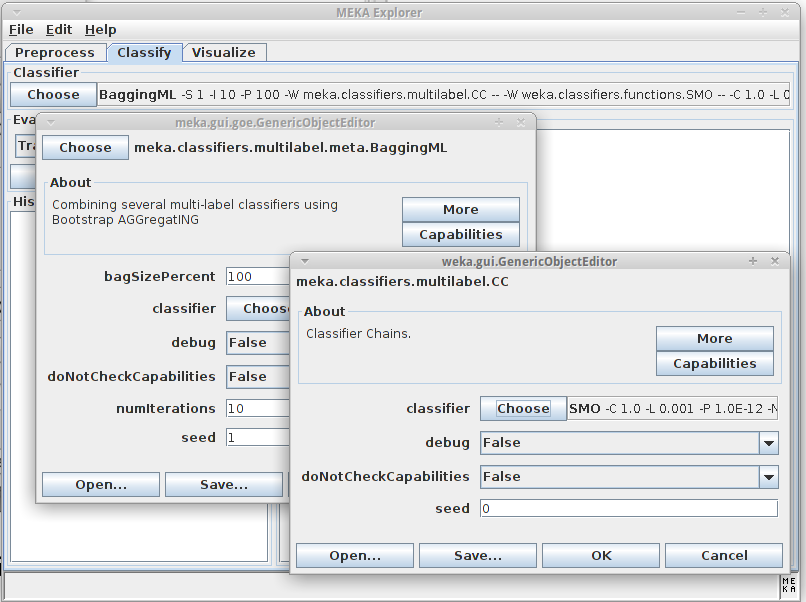 MEKA Explorer
File Edit Help
Preprocess Classify Visualize
Classifier
Choose BaggingML -S 1 -I 10 -P 100 -W meka.classifiers.multilabel.CC -- -W weka.classifiers.functions.SMO -- -C 1.0 -L 0
Eva
Tra
His
meka.gui.goe.GenericObjectEditor
Choose meka.classifiers.multilabel.meta.BaggingML
About
Combining several multi-label classifiers using
Bootstrap AGGregatING
More
Capabilities
bagSizePercent 100
classifier Choos
debug False
doNotCheckCapabilities False
numIterations 10
seed 1
Open... Save...
weka.gui.GenericObjectEditor
meka.classifiers.multilabel.CC
About
Classifier Chains.
More
Capabilities
classifier Choose SMO -C 1.0 -L 0.001 -P 1.0E-12 -N
debug False
doNotCheckCapabilities False
seed 0
Open... Save... OK Cancel
ME
KA